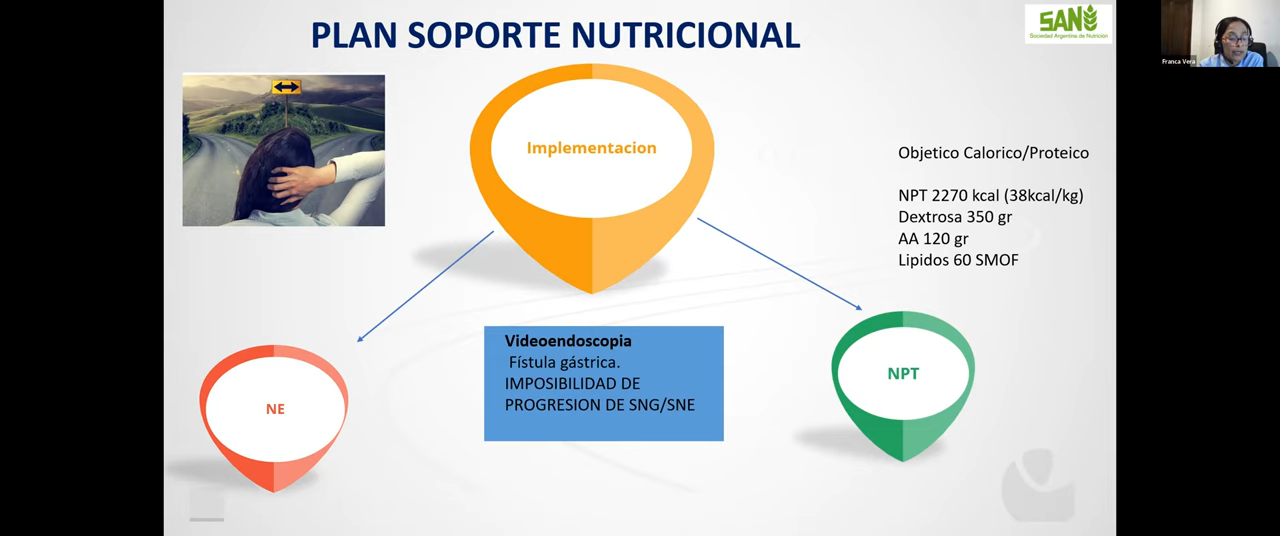 PLAN SOPORTE NUTRICIONAL
SAN
Sociedad Argentina de Nutrición
Franca Vera
Implementacion
Objetico Calorico/Proteico
NPT 2270 kcal (38kcal/kg)
Dextrosa 350 gr
AA 120 gr
Lipidos 60 SMOF
Videoendoscopia
Fístula gástrica.
IMPOSIBILIDAD DE
PROGRESION DE SNG/SNE
NE
NPT